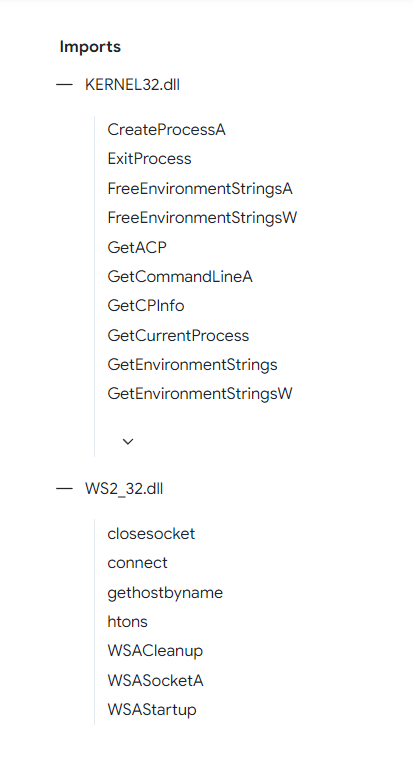 Imports
KERNEL32.dll
CreateProcessA
ExitProcess
FreeEnvironmentStringsA
FreeEnvironmentStringsW
GetACP
GetCommandLineA
GetCPInfo
GetCurrentProcess
GetEnvironmentStrings
GetEnvironmentStringsW
WS2_32.dll
closesocket
connect
gethostbyname
htons
WSACleanup
WSASocketA
WSAStartup